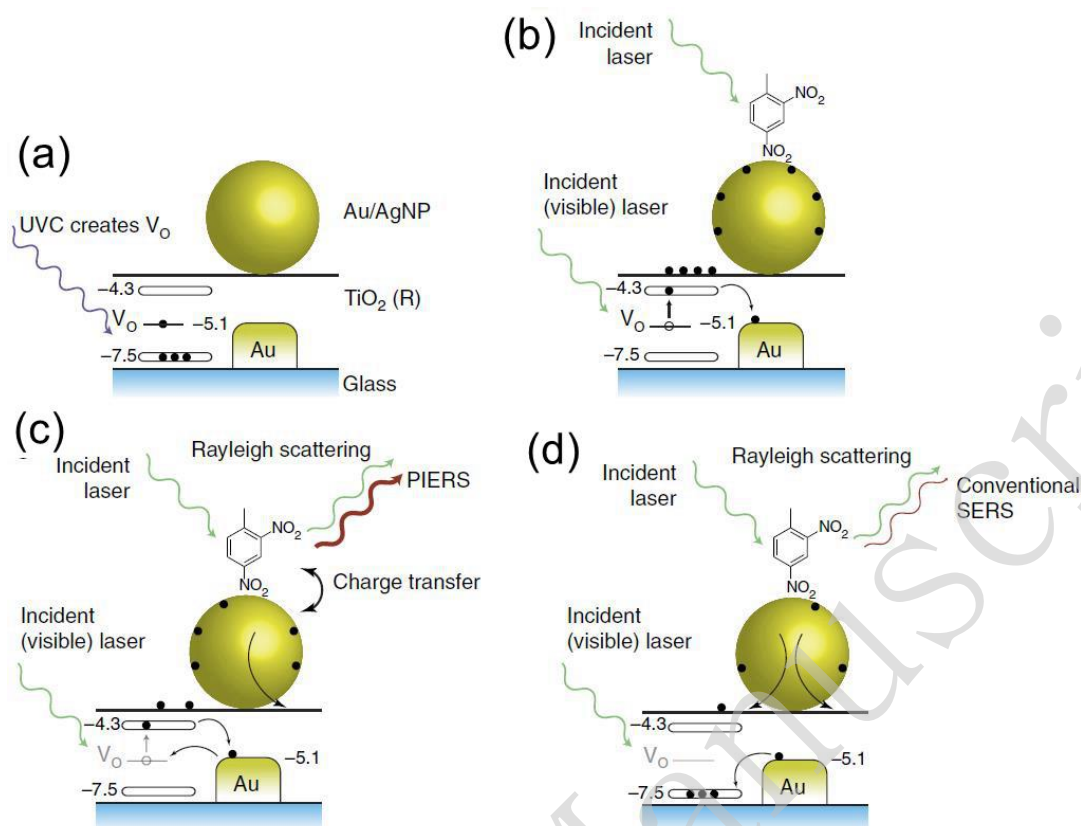 (a)
UVC creates VO
Au/AgNP
−4.3
TiO2 (R)
VO
−5.1
−7.5
Au
Glass
(b)
Incident
laser
NO2
NO2
Incident
(visible) laser
−4.3
VO
−5.1
−7.5
Au
(c)
Rayleigh scattering
Incident
laser
PIERS
NO2
NO2
Charge transfer
Incident
(visible) laser
−4.3
VO
−5.1
−7.5
Au
(d)
Rayleigh scattering
Incident
laser
Conventional
SERS
NO2
NO2
Incident
(visible) laser
−4.3
VO
−5.1
−7.5
Au